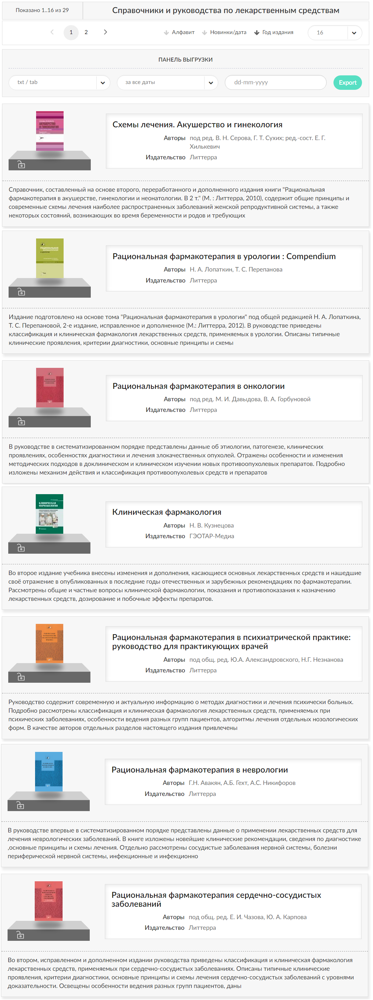 Показано 1..16 из 29
Справочники и руководства по лекарственным средствам
1 2
Алфавит Новинки/дата Год издания 16
ПАНЕЛЬ ВЫГРУЗКИ
txt / tab за все даты dd-mm-yyyy Export
АКУШЕРСТВО
И ГИНЕКОЛОГИЯ
Схемы лечения. Акушерство и гинекология
Авторы под ред. В. Н. Серова, Г. Т. Сухих; ред.-сост. Е. Г.
Хилькевич
Издательство Литтерра
Справочник, составленный на основе второго, переработанного и дополненного издания книги "Рациональная
фармакотерапия в акушерстве, гинекологии и неонатологии. В 2 т." (М. : Литтерра, 2010), содержит общие принципы и
современные схемы лечения наиболее распространенных заболеваний женской репродуктивной системы, а также
некоторых состояний, возникающих во время беременности и родов и требующих
РАЦИОНАЛЬНАЯ
Рациональная фармакотерапия в урологии : Compendium
Авторы Н. А. Лопаткин, Т. С. Перепанова
Издательство Литтерра
Издание подготовлено на основе тома "Рациональная фармакотерапия в урологии" под общей редакцией Н. А. Лопаткина,
Т. С. Перепановой, 2-е издание, исправленное и дополненное (М.: Литтерра, 2012). В руководстве приведены
классификация и клиническая фармакология лекарственных средств, применяемых в урологии. Описаны типичные
клинические проявления, критерии диагностики, основные принципы и схемы
Рациональная фармакотерапия в онкологии
Авторы под ред. М. И. Давыдова, В. А. Горбуновой
Издательство Литтерра
В руководстве в систематизированном порядке представлены данные об этиологии, патогенезе, клинических
проявлениях, особенностях диагностики и лечения злокачественных опухолей. Отражены особенности и изменения
методических подходов в доклиническом и клиническом изучении новых противоопухолевых препаратов. Подробно
изложены механизм действия и классификация противоопухолевых средств и препаратов
КЛИНИЧЕСКАЯ
ФАРМАКОЛОГИЯ
Клиническая фармакология
Авторы Н. В. Кузнецова
Издательство ГЭОТАР-Медиа
Во второе издание учебника внесены изменения и дополнения, касающиеся основных лекарственных средств и нашедшие
своё отражение в опубликованных в последние годы отечественных и зарубежных рекомендациях по фармакотерапии.
Рассмотрены общие и частные вопросы клинической фармакологии, показания и противопоказания к назначению
лекарственных средств, дозирование и побочные эффекты препаратов.
Рациональная фармакотерапия в психиатрической практике:
руководство для практикующих врачей
Авторы под общ. ред. Ю.А. Александровского, Н.Г. Незнанова
Издательство Литтерра
Руководство содержит современную и актуальную информацию о методах диагностики и лечения психически больных.
Подробно рассмотрены классификация и клиническая фармакология лекарственных средств, применяемых при
психических заболеваниях, особенности ведения разных групп пациентов, алгоритмы лечения отдельных нозологических
форм. В качестве авторов отдельных разделов настоящего издания привлечены
Рациональная фармакотерапия в неврологии
Авторы Г.Н. Авакян, А.Б. Гехт, А.С. Никифоров
Издательство Литтерра
В руководстве впервые в систематизированном порядке представлены данные о применении лекарственных средств для
лечения неврологических заболеваний. В книге изложены новейшие клинические рекомендации, сведения по диагностике
,основные принципы и схемы лечения. Отдельно рассмотрены сосудистые заболевания нервной системы, болезни
периферической нервной системы, инфекционные и инфекционно
Рациональная фармакотерапия сердечно-сосудистых
заболеваний
Авторы под общ. ред. Е. И. Чазова, Ю. А. Карпова
Издательство Литтерра
Во втором, исправленном и дополненном издании руководства приведены классификация и клиническая фармакология
лекарственных средств, применяемых при сердечно-сосудистых заболеваниях. Описаны типичные клинические
проявления, критерии диагностики, основные принципы и схемы лечения сердечно-сосудистых заболеваний с уровнями
доказательности. Освещены особенности ведения разных групп пациентов, даны